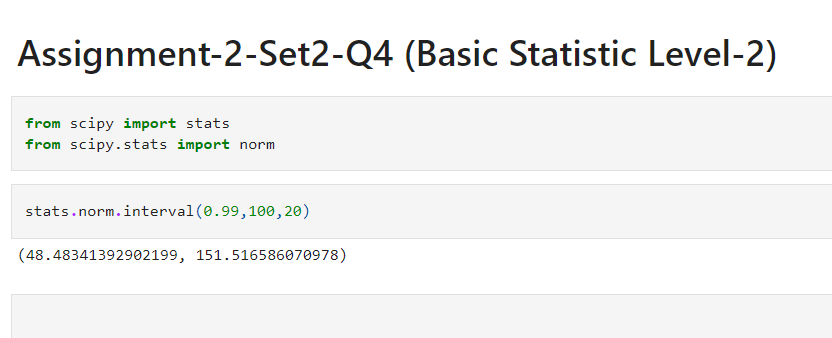 Assignment-2-Set2-Q4 (Basic Statistic Level-2)
from scipy import stats
from scipy.stats import norm
stats.norm.interval(0.99,100,20)
(48.48341392902199, 151.516586070978)